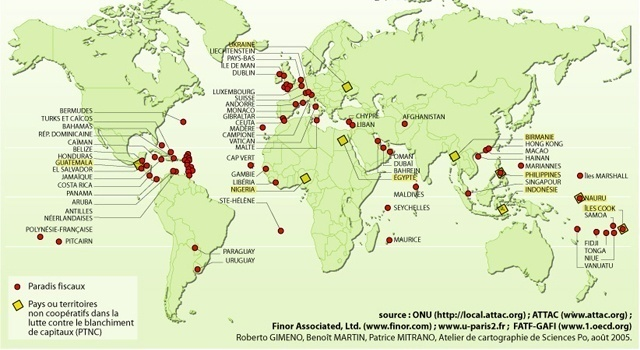 UKRAINE
LIECHTENSTEIN
PAYS-BAS
ÎLE DE MAN
DUBLIN
LUXEMBOURG
SUISSE
ANDORRE
MONACO
GIBRALTAR
CEUTA
MADÈRE
CAMPIONE
VATICAN
MALTE
BERMUDES
TURKS ET CAÏCOS
BAHAMAS
RÉP. DOMINICAINE
CAÏMAN
BELIZE
HONDURAS
GUATEMALA
EL SALVADOR
JAMAÏQUE
COSTA RICA
PANAMA
ARUBA
ANTILLES
NÉERLANDAISES
POLYNÉSIE-FRANÇAISE
PITCAIRN
CAP VERT
GAMBIE
LIBÉRIA
NIGERIA
STE-HÉLÈNE
PARAGUAY
URUGUAY
CHYPRE
LIBAN
AFGHANISTAN
OMAN
DUBAÏ
BAHREIN
ÉGYPTE
MALDIVES
SEYCHELLES
MAURICE
BIRMANIE
HONG KONG
MACAO
HAINAN
MARIANNES
PHILIPPINES
SINGAPOUR
INDONÉSIE
Îles MARSHALL
NAURU
ÎLES COOK
SAMOA
FIDJI
TONGA
NIUE
VANUATU
Paradis fiscaux
Pays ou territoires
non coopératifs dans la
lutte contre le blanchiment
de capitaux (PTNC)
source : ONU (http://local.attac.org) ; ATTAC (www.attac.org) ;
Finor Associated, Ltd. (www.finor.com) ; www.u-paris2.fr ; FATF-GAFI (www.1.oecd.org)
Roberto GIMENO, Benoît MARTIN, Patrice MITRANO, Atelier de cartographie de Sciences Po, août 2005.